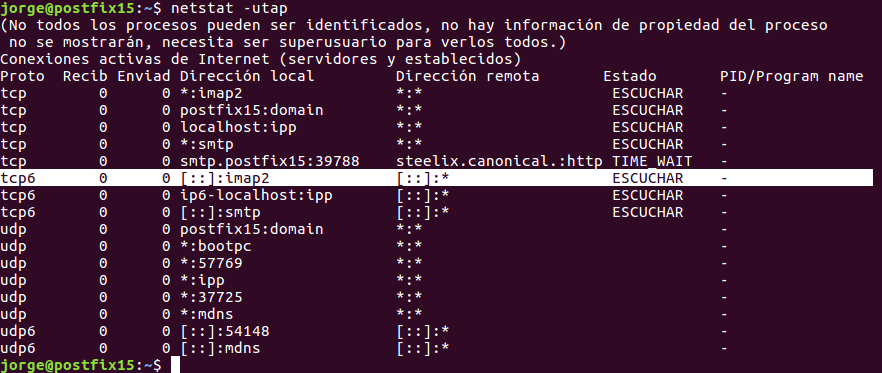 jorge@postfix15:~$ netstat -utap
(No todos los procesos pueden ser identificados, no hay información de propiedad del proceso
 no se mostrarán, necesita ser superusuario para verlos todos.)
Conexiones activas de Internet (servidores y establecidos)
Proto  Recib Enviad Dirección local         Dirección remota       Estado       PID/Program name
tcp        0      0 *:imap2                 *:*                     ESCUCHAR    -
tcp        0      0 postfix15:domain        *:*                     ESCUCHAR    -
tcp        0      0 localhost:ipp           *:*                     ESCUCHAR    -
tcp        0      0 *:smtp                  *:*                     ESCUCHAR    -
tcp        0      0 smtp.postfix15:39788    steelix.canonical.:http TIME_WAIT   -
tcp6       0      0 [::]:imap2              [::]:*                  ESCUCHAR    -
tcp6       0      0 ip6-localhost:ipp       [::]:*                  ESCUCHAR    -
tcp6       0      0 [::]:smtp               [::]:*                  ESCUCHAR    -
udp        0      0 postfix15:domain        *:*                                 -
udp        0      0 *:bootpc                *:*                                 -
udp        0      0 *:57769                 *:*                                 -
udp        0      0 *:ipp                   *:*                                 -
udp        0      0 *:37725                 *:*                                 -
udp        0      0 *:mdns                  *:*                                 -
udp6       0      0 [::]:54148              [::]:*                              -
udp6       0      0 [::]:mdns               [::]:*                              -
jorge@postfix15:~$